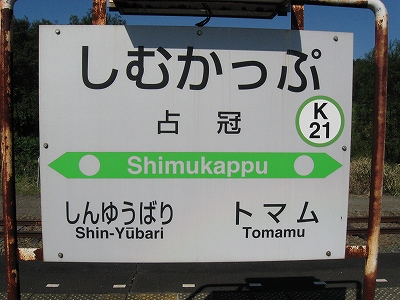 しむかっぷ
占冠
K
21
Shimukappu
しんゆうばり
Shin-Yūbari
トマム
Tomamu